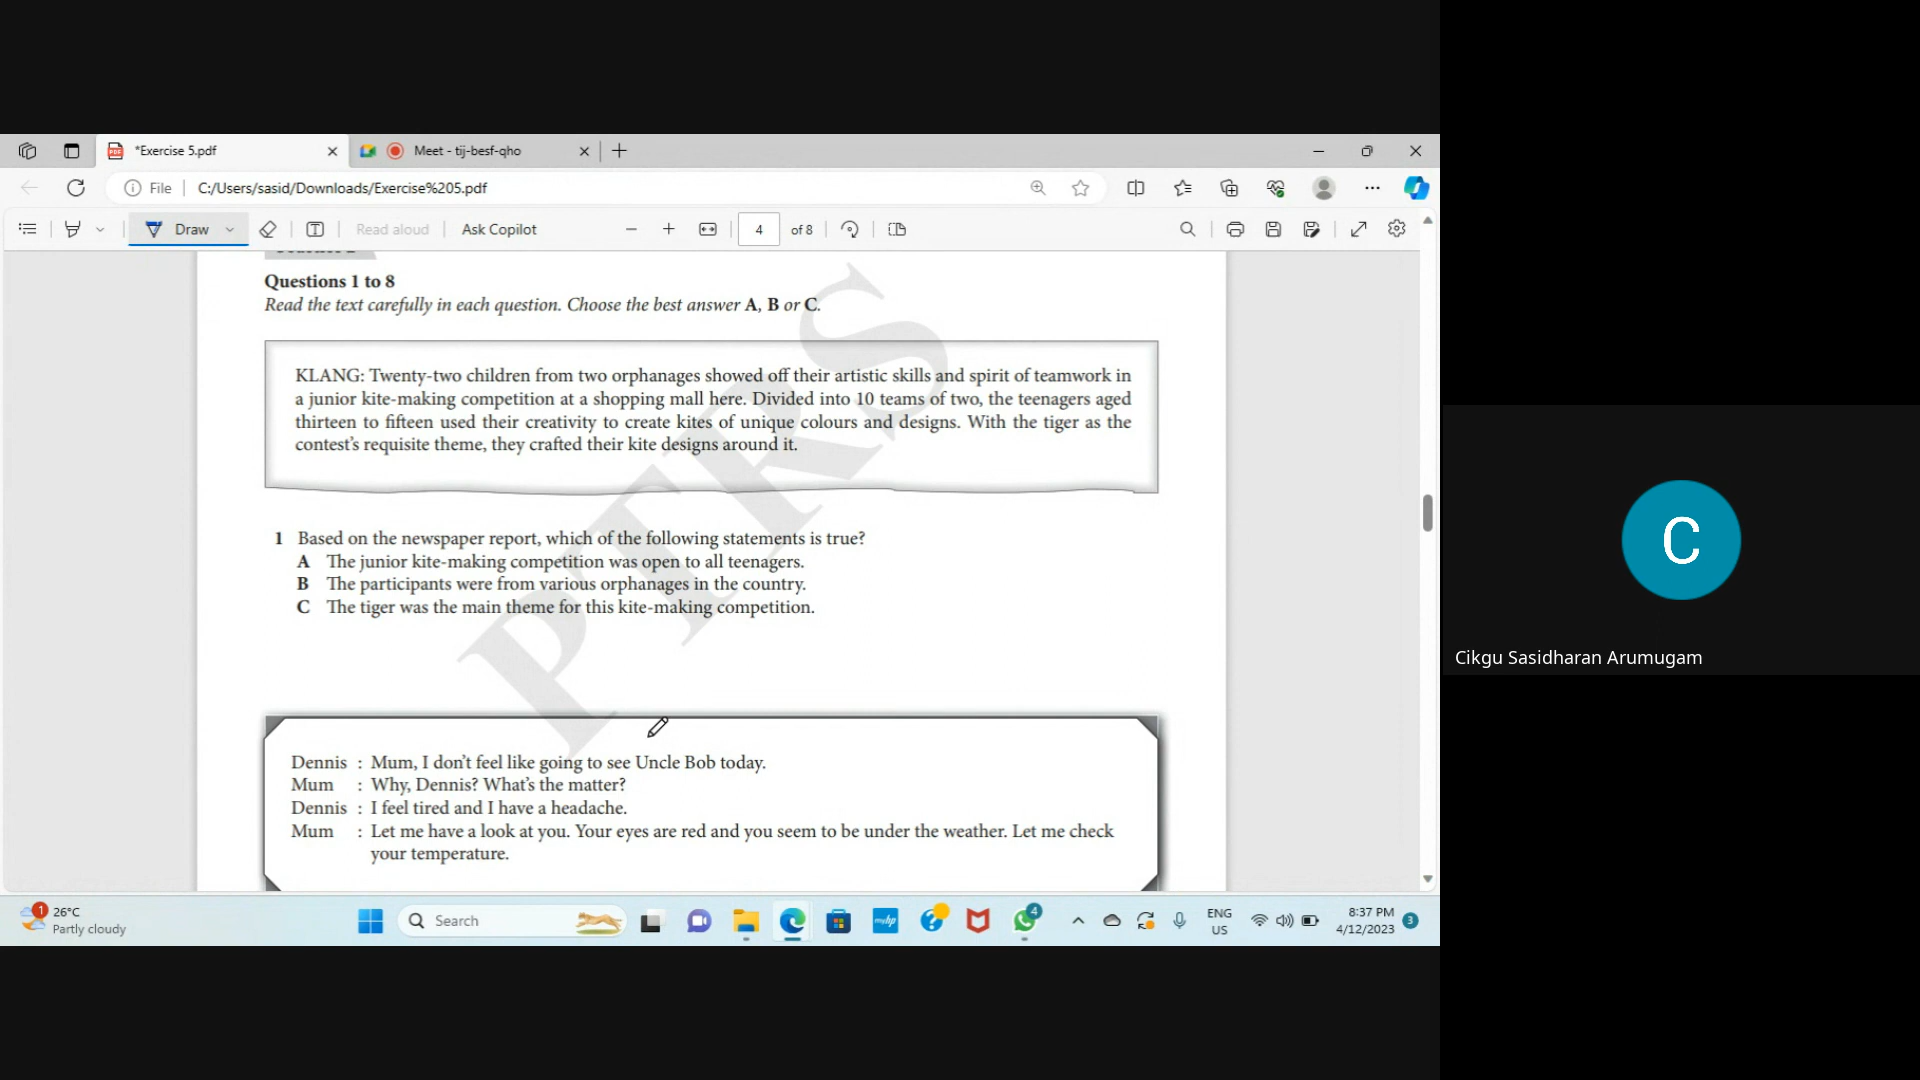 *Exercise 5.pdf
Meet - tij-besf-qho
File
C:/Users/sasid/Downloads/Exercise%205.pdf
Draw
Read aloud
Ask Copilot
4
of 8
Questions 1 to 8
Read the text carefully in each question. Choose the best answer A, B or C.
KLANG: Twenty-two children from two orphanages showed off their artistic skills and spirit of teamwork in
a junior kite-making competition at a shopping mall here. Divided into 10 teams of two, the teenagers aged
thirteen to fifteen used their creativity to create kites of unique colours and designs. With the tiger as the
contest's requisite theme, they crafted their kite designs around it.
1 Based on the newspaper report, which of the following statements is true?
A The junior kite-making competition was open to all teenagers.
B The participants were from various orphanages in the country.
C The tiger was the main theme for this kite-making competition.
PTRS
Dennis : Mum, I don't feel like going to see Uncle Bob today.
Mum : Why, Dennis? What's the matter?
Dennis : I feel tired and I have a headache.
Mum : Let me have a look at you. Your eyes are red and you seem to be under the weather. Let me check
your temperature.
C
Cikgu Sasidharan Arumugam
1
26°C
Partly cloudy
Search
myhp
4
ENG
US
8:37 PM
4/12/2023
3